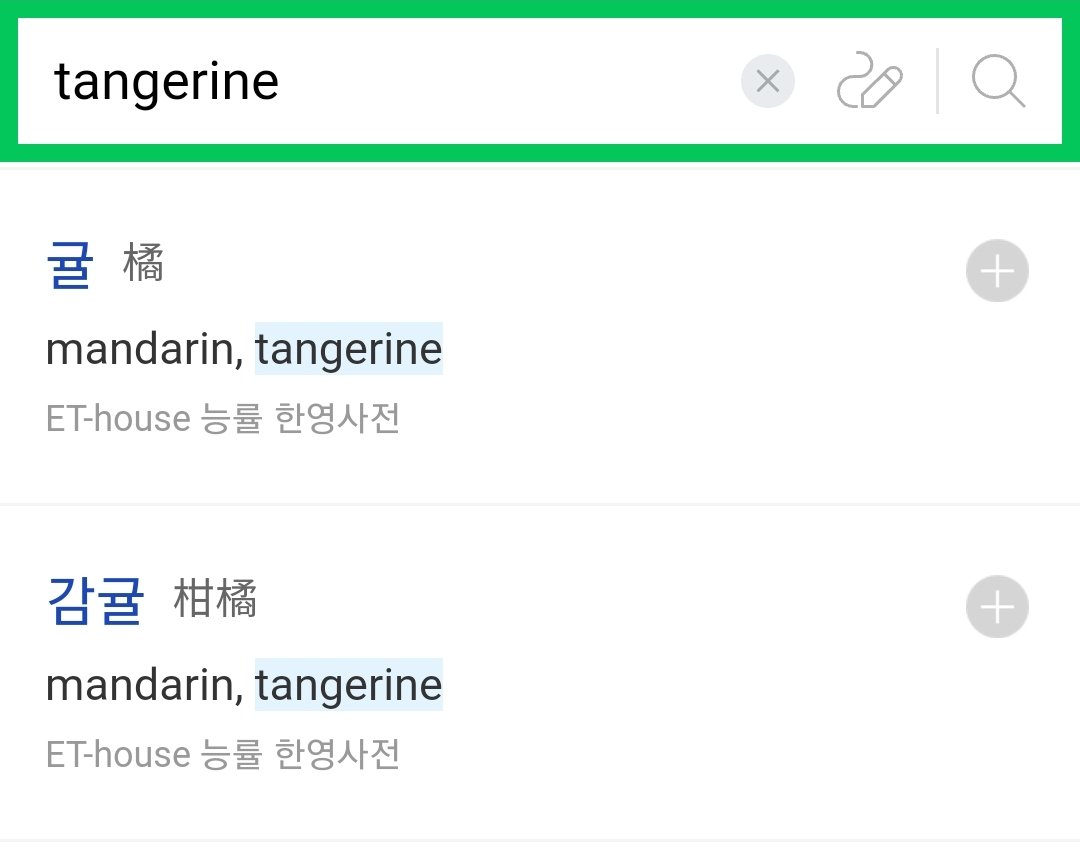 tangerine
귤 橘
mandarin, tangerine
ET-house 능률 한영사전
감귤 柑橘
mandarin, tangerine
ET-house 능률 한영사전